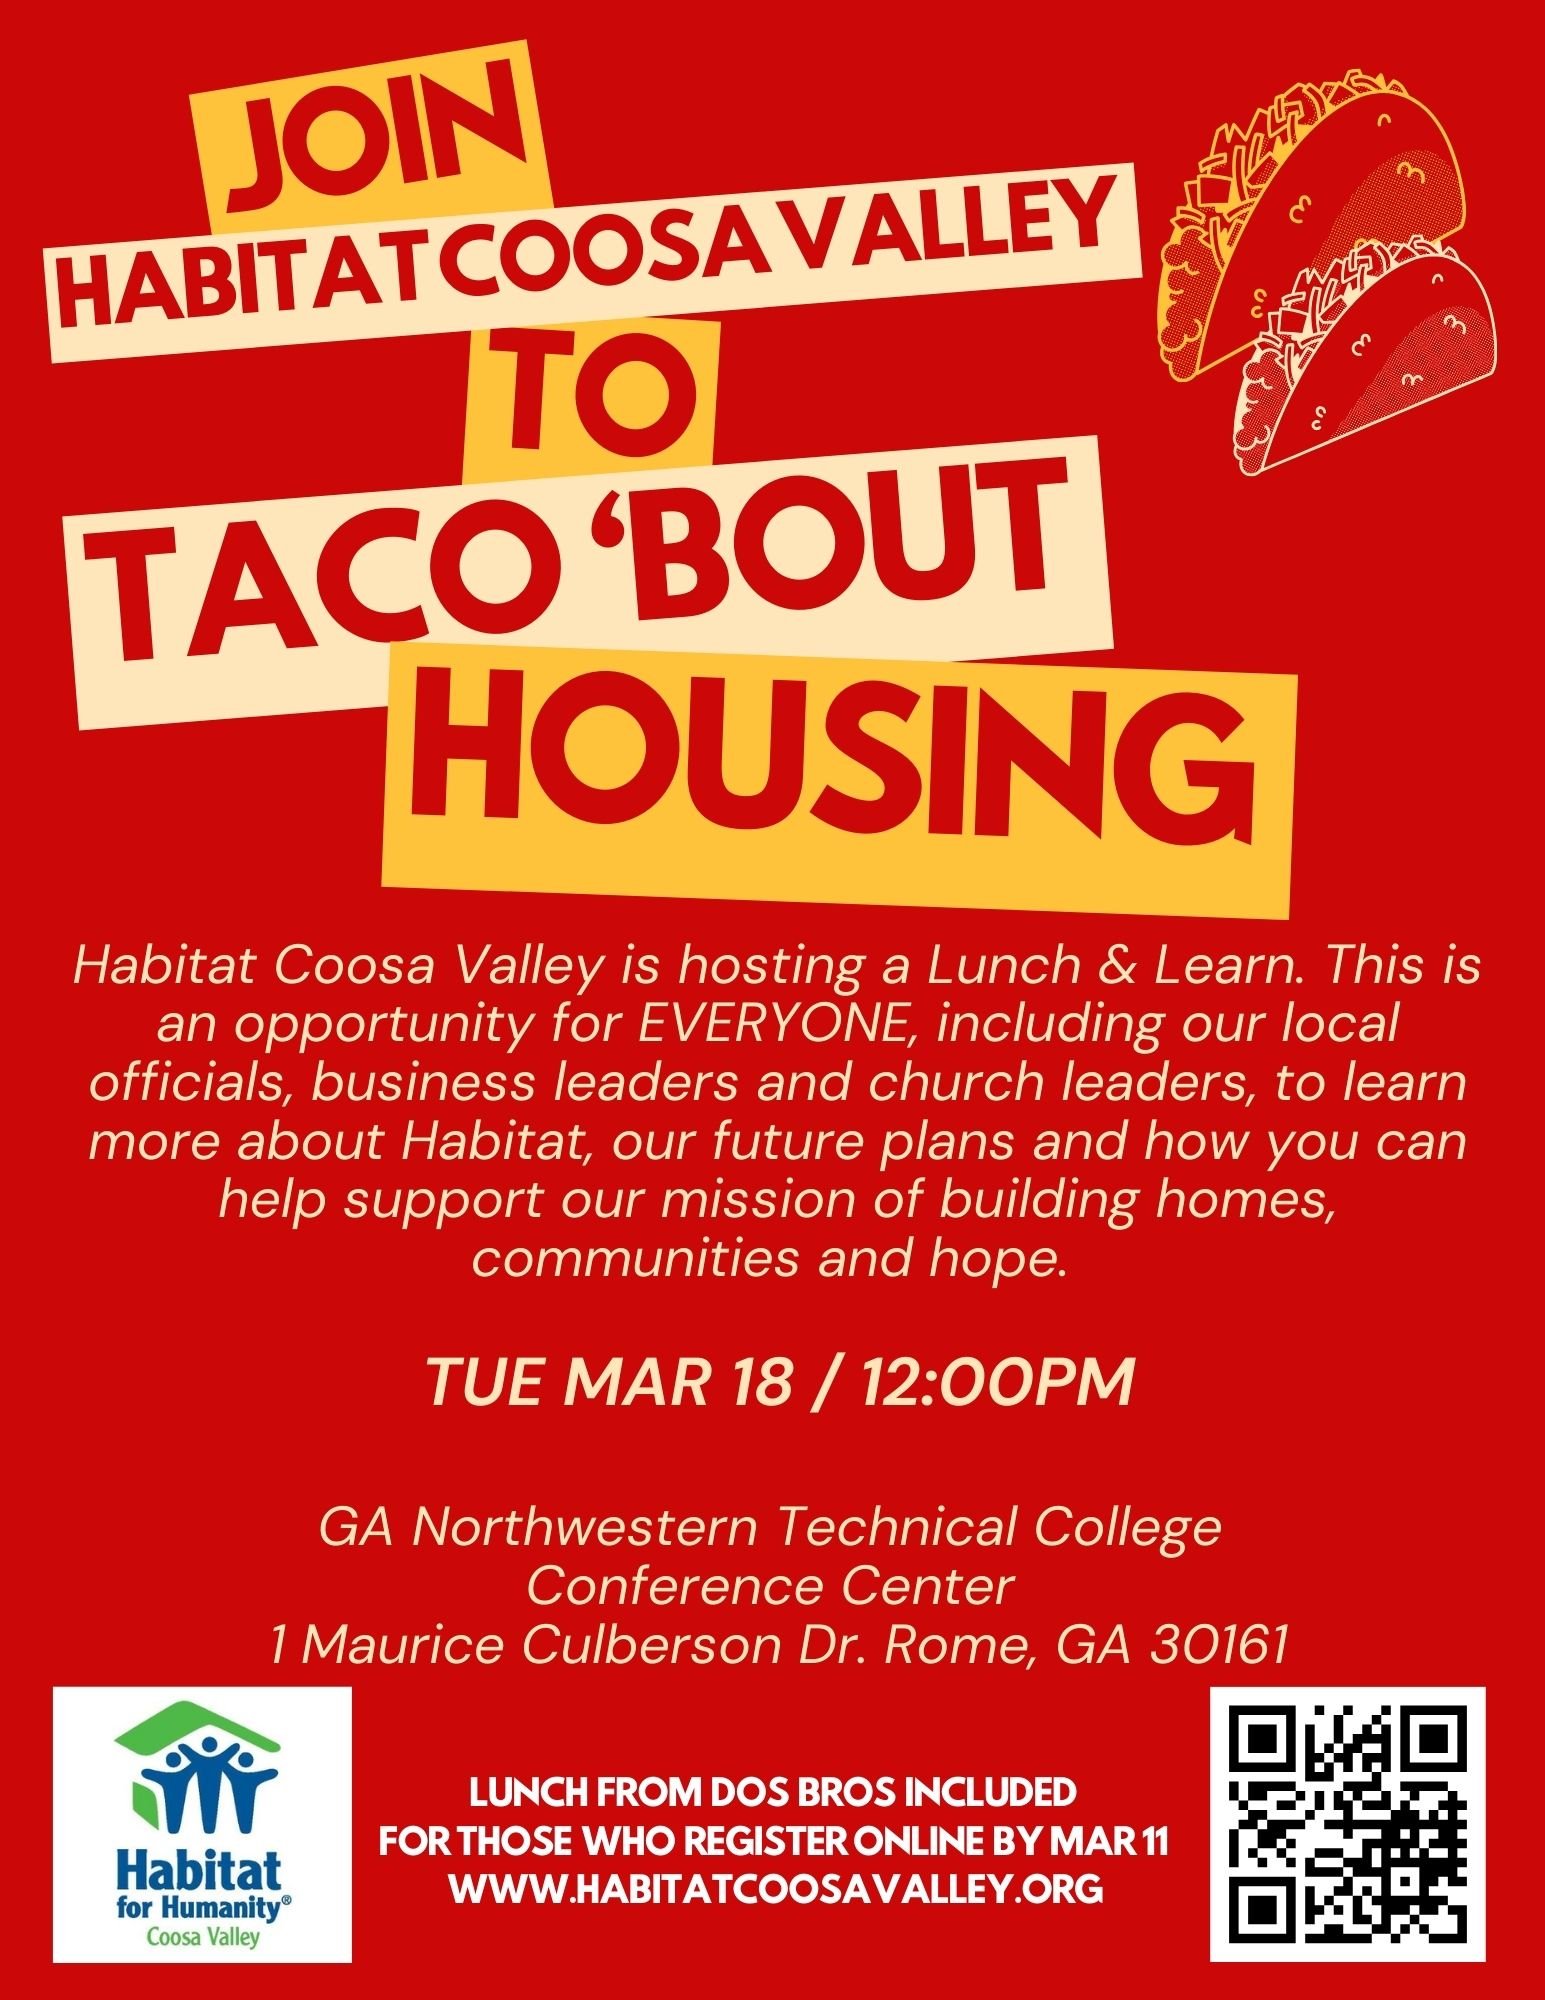 JOIN
HABITAT COOSA VALLEY
TO
TACO ‘BOUT
HOUSING
Habitat Coosa Valley is hosting a Lunch & Learn. This is
an opportunity for EVERYONE, including our local
officials, business leaders and church leaders, to learn
more about Habitat, our future plans and how you can
help support our mission of building homes,
communities and hope.
TUE MAR 18 / 12:00PM
GA Northwestern Technical College
Conference Center
1 Maurice Culberson Dr. Rome, GA 30161
LUNCH FROM DOS BROS INCLUDED
FOR THOSE WHO REGISTER ONLINE BY MAR 11
WWW.HABITATCOOSAVALLEY.ORG
Habitat
for Humanity®
Coosa Valley